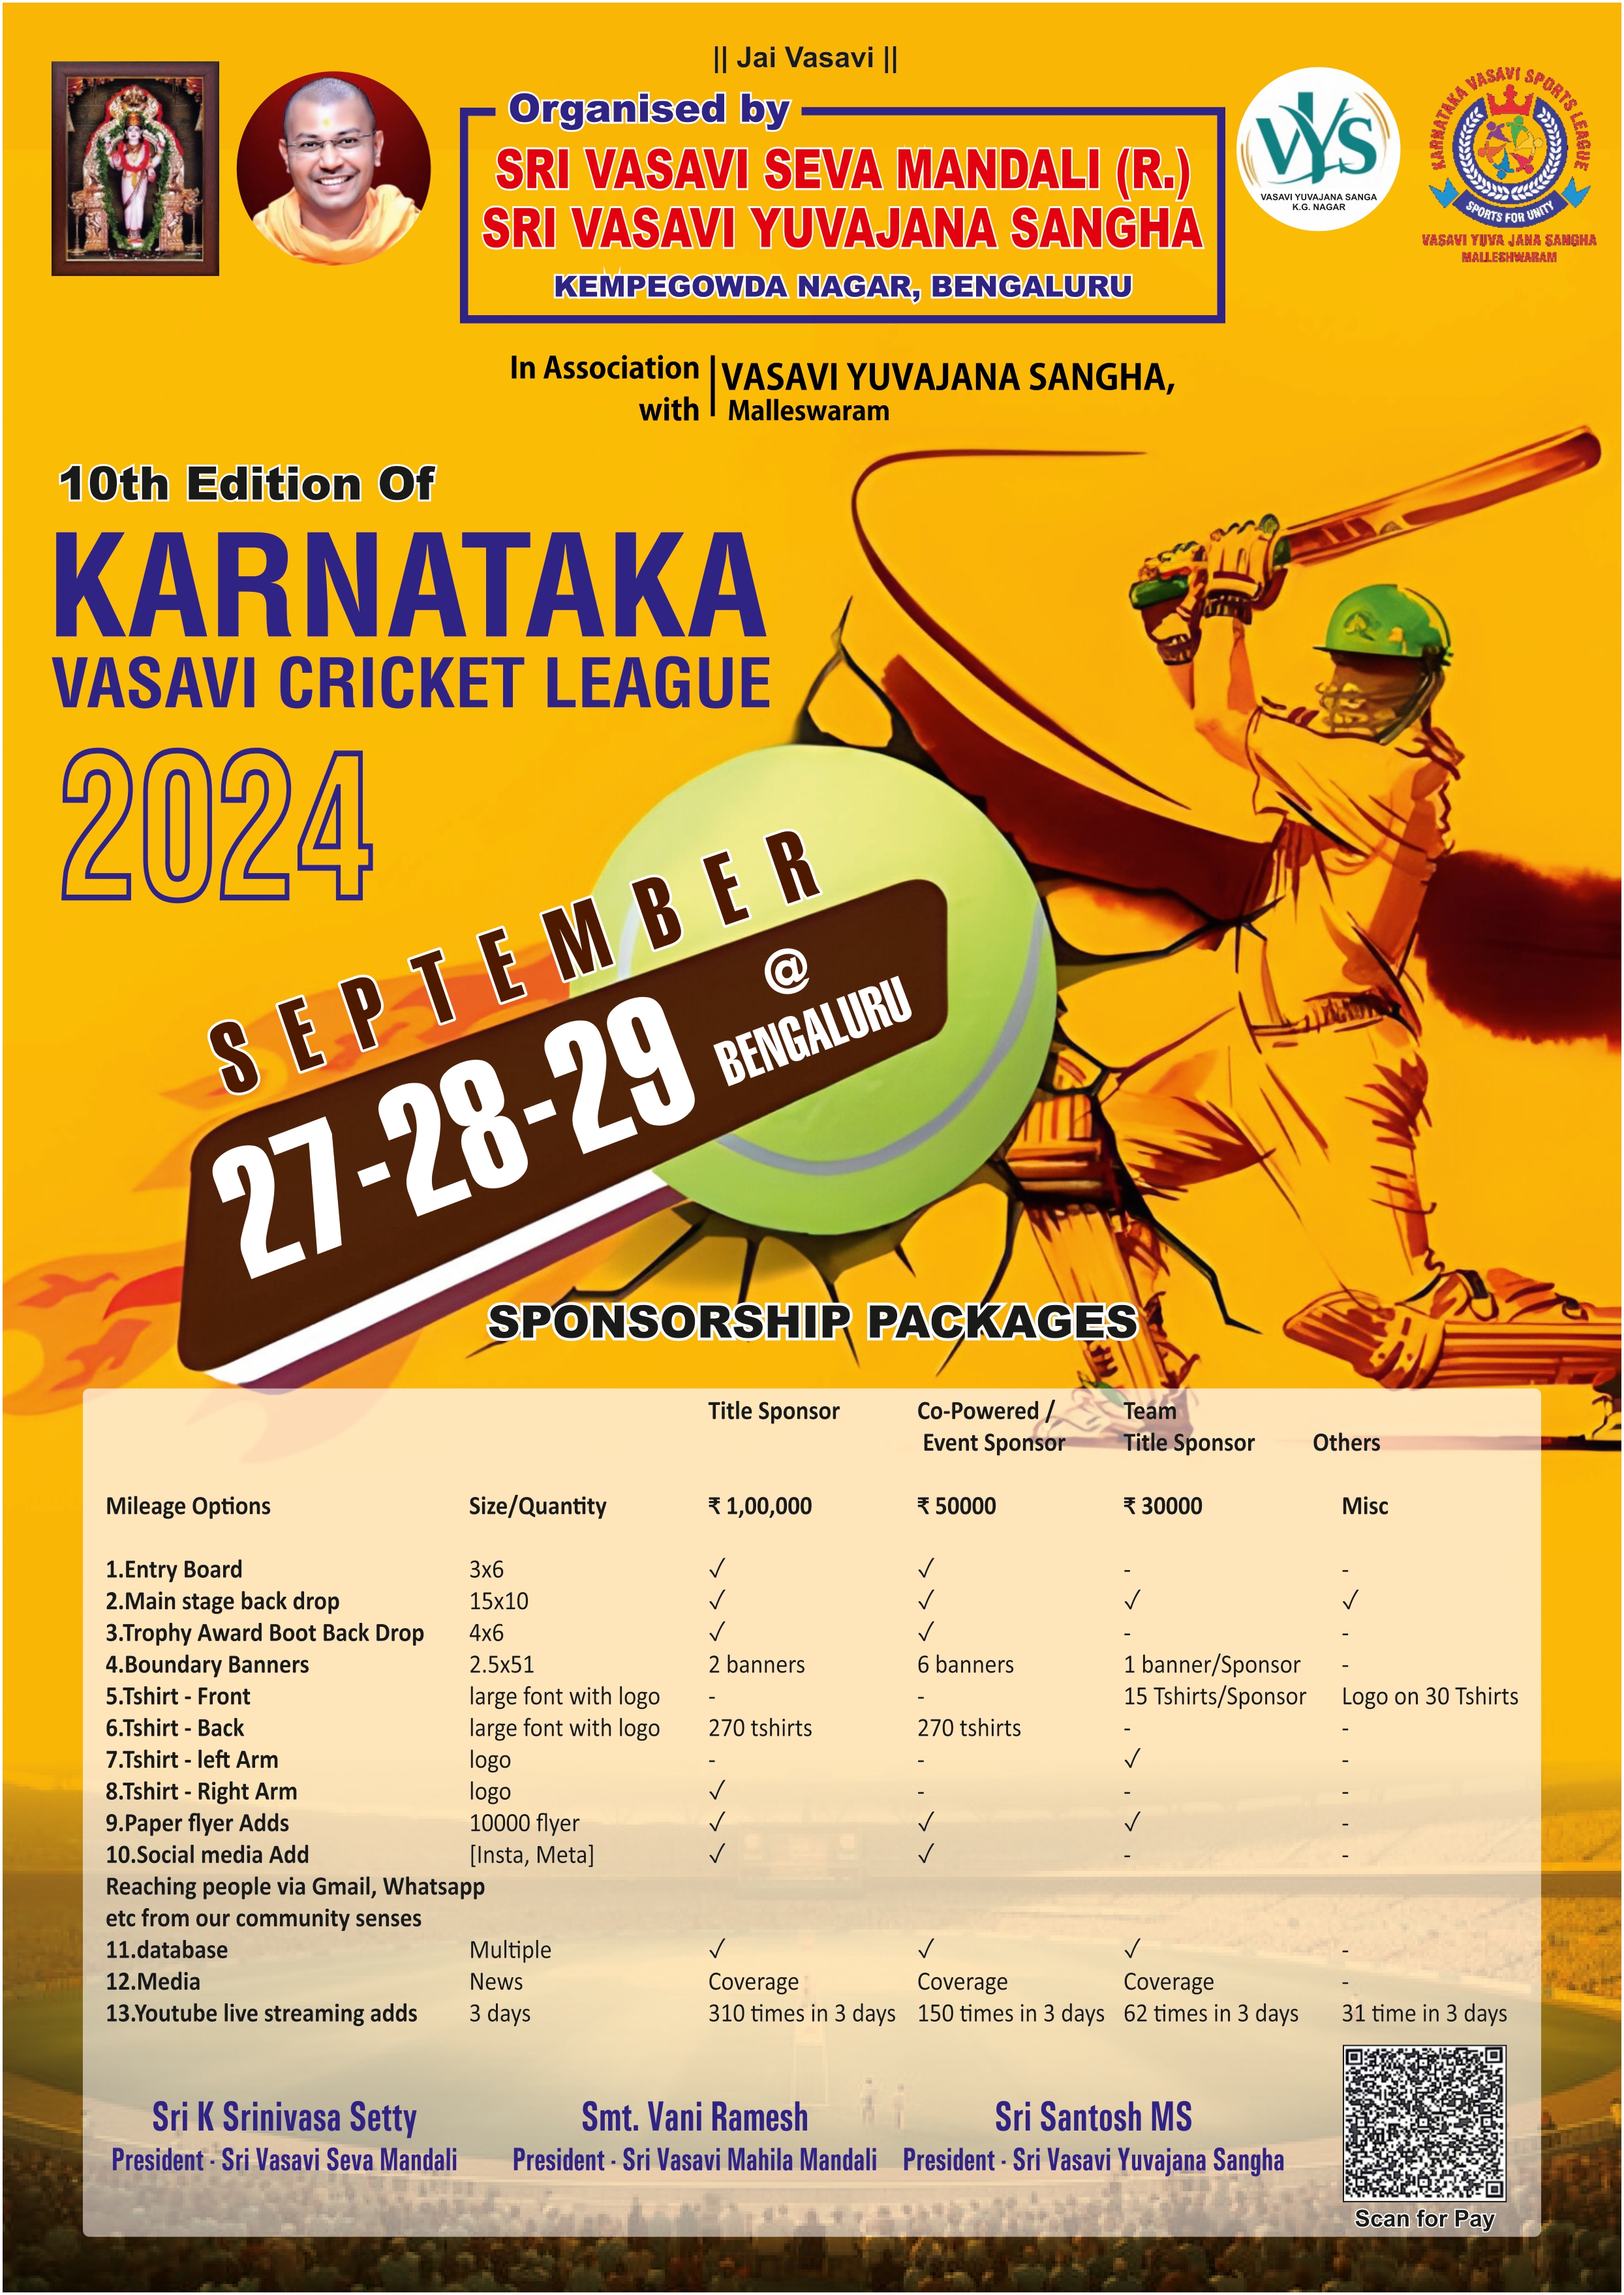 || Jai Vasavi ||
Organised by
SRI VASAVI SEVA MANDALI (R.)
SRI VASAVI YUVAJANA SANGHA
KEMPEGOWDA NAGAR, BENGALURU
VYS
VASAVI YUVAJANA SANGA
K.G. NAGAR
KARNATAKA VASAVI SPORTS LEAGUE
SPORTS FOR UNITY
VASAVI YUVA JANA SANGHA
MALLESHWARAM
In Association with | VASAVI YUVAJANA SANGHA,
Malleswaram
10th Edition Of
KARNATAKA
VASAVI CRICKET LEAGUE
2024
SEPTEMBER
27-28-29 @ BENGALURU
SPONSORSHIP PACKAGES
Title Sponsor Co-Powered / Event Sponsor Team Title Sponsor Others
Mileage Options Size/Quantity ₹ 1,00,000 ₹ 50000 ₹ 30000 Misc
1.Entry Board 3x6 ✓ ✓ - -
2.Main stage back drop 15x10 ✓ ✓ ✓ ✓
3.Trophy Award Boot Back Drop 4x6 ✓ ✓ - -
4.Boundary Banners 2.5x51 2 banners 6 banners 1 banner/Sponsor -
5.Tshirt - Front large font with logo - - 15 Tshirts/Sponsor Logo on 30 Tshirts
6.Tshirt - Back large font with logo 270 tshirts 270 tshirts - -
7.Tshirt - left Arm logo - - ✓ -
8.Tshirt - Right Arm logo ✓ - - -
9.Paper flyer Adds 10000 flyer ✓ ✓ ✓ -
10.Social media Add [Insta, Meta] ✓ ✓ - -
Reaching people via Gmail, Whatsapp
etc from our community senses
11.database Multiple ✓ ✓ ✓ -
12.Media News Coverage Coverage Coverage -
13.Youtube live streaming adds 3 days 310 times in 3 days 150 times in 3 days 62 times in 3 days 31 time in 3 days
Sri K Srinivasa Setty
President - Sri Vasavi Seva Mandali
Smt. Vani Ramesh
President - Sri Vasavi Mahila Mandali
Sri Santosh MS
President - Sri Vasavi Yuvajana Sangha
Scan for Pay